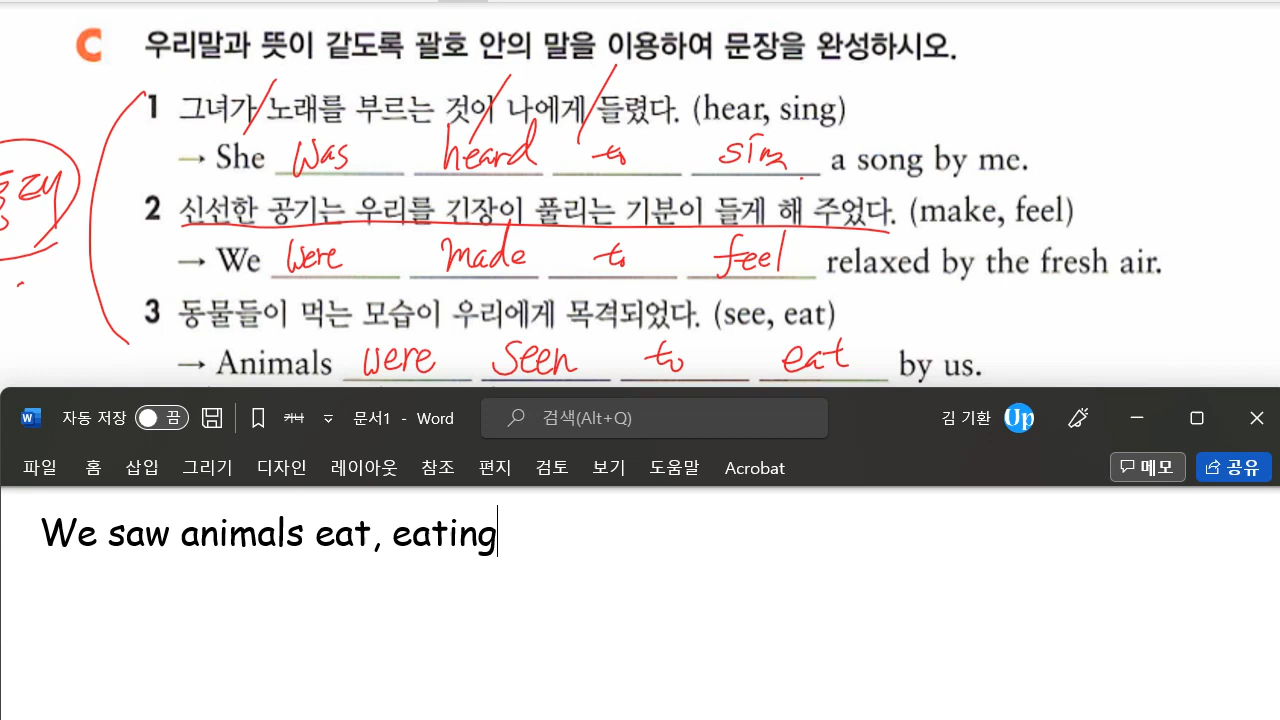 C 우리말과 뜻이 같도록 괄호 안의 말을 이용하여 문장을 완성하시오.
1 그녀가 노래를 부르는 것이 나에게 들렸다. (hear, sing)
→ She was heard to sing a song by me.
2 신선한 공기는 우리를 긴장이 풀리는 기분이 들게 해 주었다. (make, feel)
→ We were made to feel relaxed by the fresh air.
3 동물들이 먹는 모습이 우리에게 목격되었다. (see, eat)
→ Animals were seen to eat by us.
자동 저장 끔 가나 문서1 - Word 검색(Alt+Q) 김 기환 Up
파일 홈 삽입 그리기 디자인 레이아웃 참조 편지 검토 보기 도움말 Acrobat 메모 공유
We saw animals eat, eating